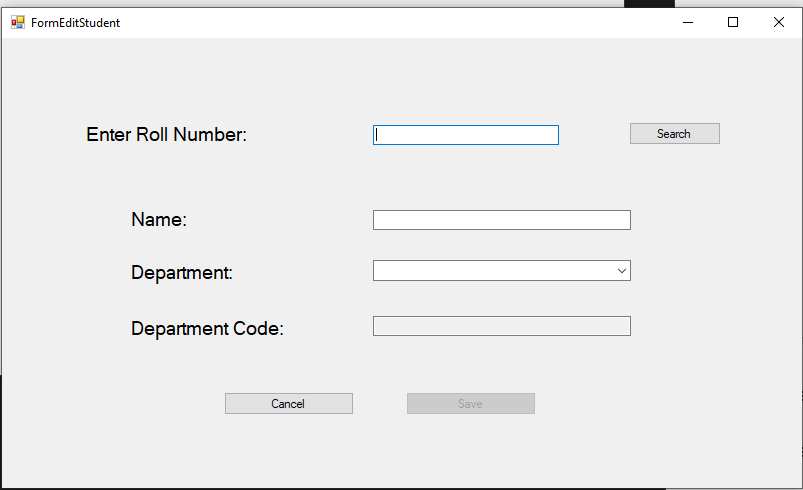 FormEditStudent
Enter Roll Number:
Search
Name:
Department:
Department Code:
Cancel
Save